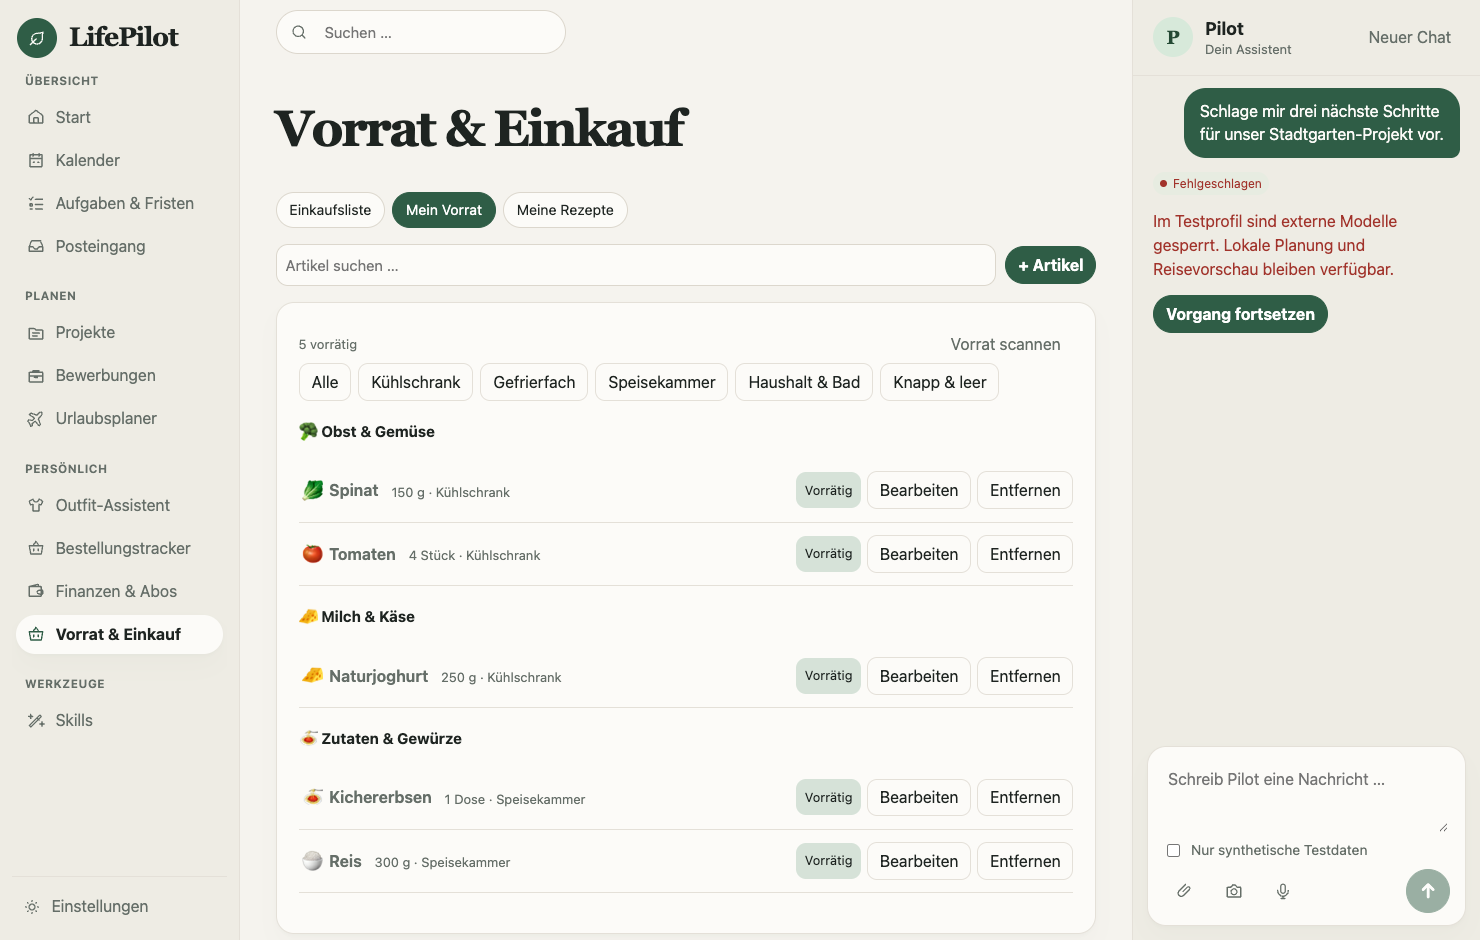 LifePilot
ÜBERSICHT
Start
Kalender
Aufgaben & Fristen
Posteingang
PLANEN
Projekte
Bewerbungen
Urlaubsplaner
PERSÖNLICH
Outfit-Assistent
Bestellungstracker
Finanzen & Abos
Vorrat & Einkauf
WERKZEUGE
Skills
Einstellungen
Suchen ...
Vorrat & Einkauf
Einkaufsliste
Mein Vorrat
Meine Rezepte
Artikel suchen ...
+ Artikel
5 vorrätig
Vorrat scannen
Alle
Kühlschrank
Gefrierfach
Speisekammer
Haushalt & Bad
Knapp & leer
Obst & Gemüse
Spinat 150 g · Kühlschrank Vorrätig Bearbeiten Entfernen
Tomaten 4 Stück · Kühlschrank Vorrätig Bearbeiten Entfernen
Milch & Käse
Naturjoghurt 250 g · Kühlschrank Vorrätig Bearbeiten Entfernen
Zutaten & Gewürze
Kichererbsen 1 Dose · Speisekammer Vorrätig Bearbeiten Entfernen
Reis 300 g · Speisekammer Vorrätig Bearbeiten Entfernen
P
Pilot
Dein Assistent
Neuer Chat
Schlage mir drei nächste Schritte
für unser Stadtgarten-Projekt vor.
Fehlgeschlagen
Im Testprofil sind externe Modelle
gesperrt. Lokale Planung und
Reisevorschau bleiben verfügbar.
Vorgang fortsetzen
Schreib Pilot eine Nachricht ...
Nur synthetische Testdaten